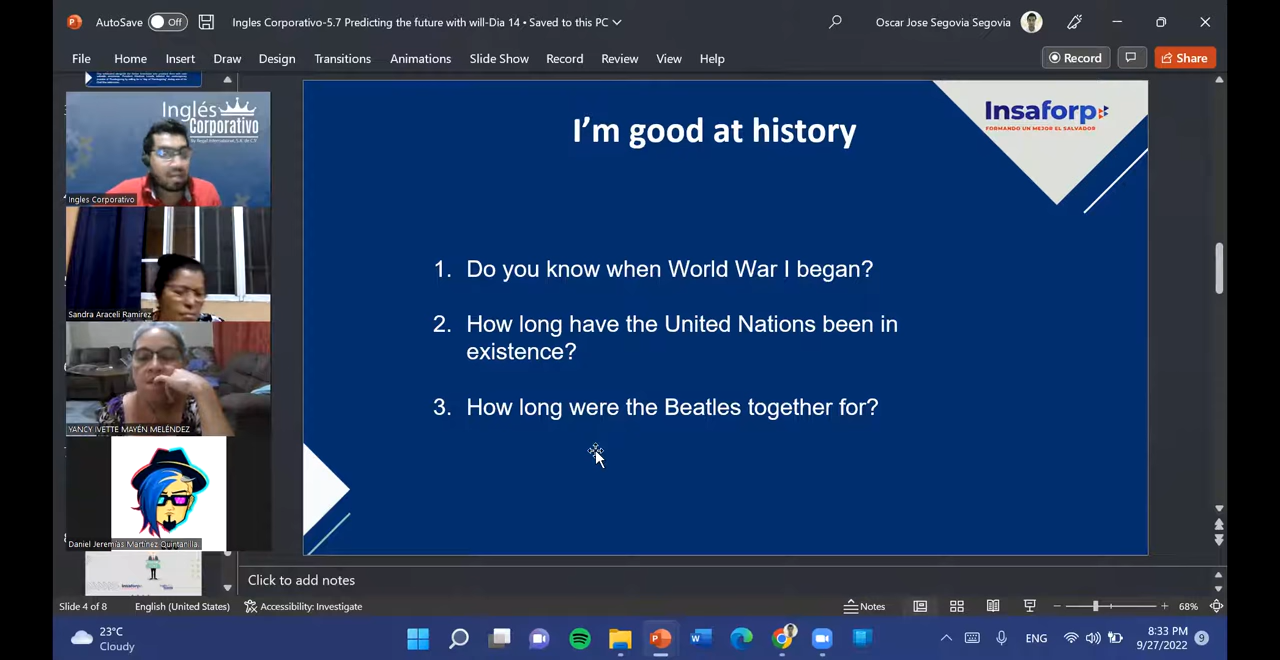 AutoSave Off Ingles Corporativo-5.7 Predicting the future with will-Dia 14 • Saved to this PC Oscar Jose Segovia Segovia
File Home Insert Draw Design Transitions Animations Slide Show Record Review View Help Record Share
Inglés
Corporativo
Ingles Corporativo
Sandra Araceli Ramirez
YANCY IVETTE MAYÉN MELÉNDEZ
Daniel Jeremías Martínez Quintanilla
I'm good at history
Insaforp
FORMANDO UN MEJOR EL SALVADOR
1. Do you know when World War I began?
2. How long have the United Nations been in
existence?
3. How long were the Beatles together for?
Click to add notes
Slide 4 of 8 English (United States) Accessibility: Investigate Notes 68%
23°C
Cloudy
ENG
8:33 PM
9/27/2022
9